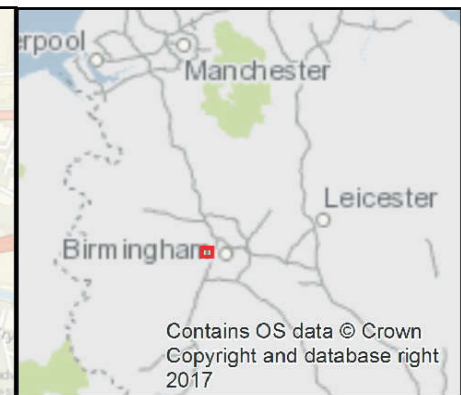 erpool
Manchester
Leicester
Birmingham
Contains OS data © Crown
Copyright and database right
2017